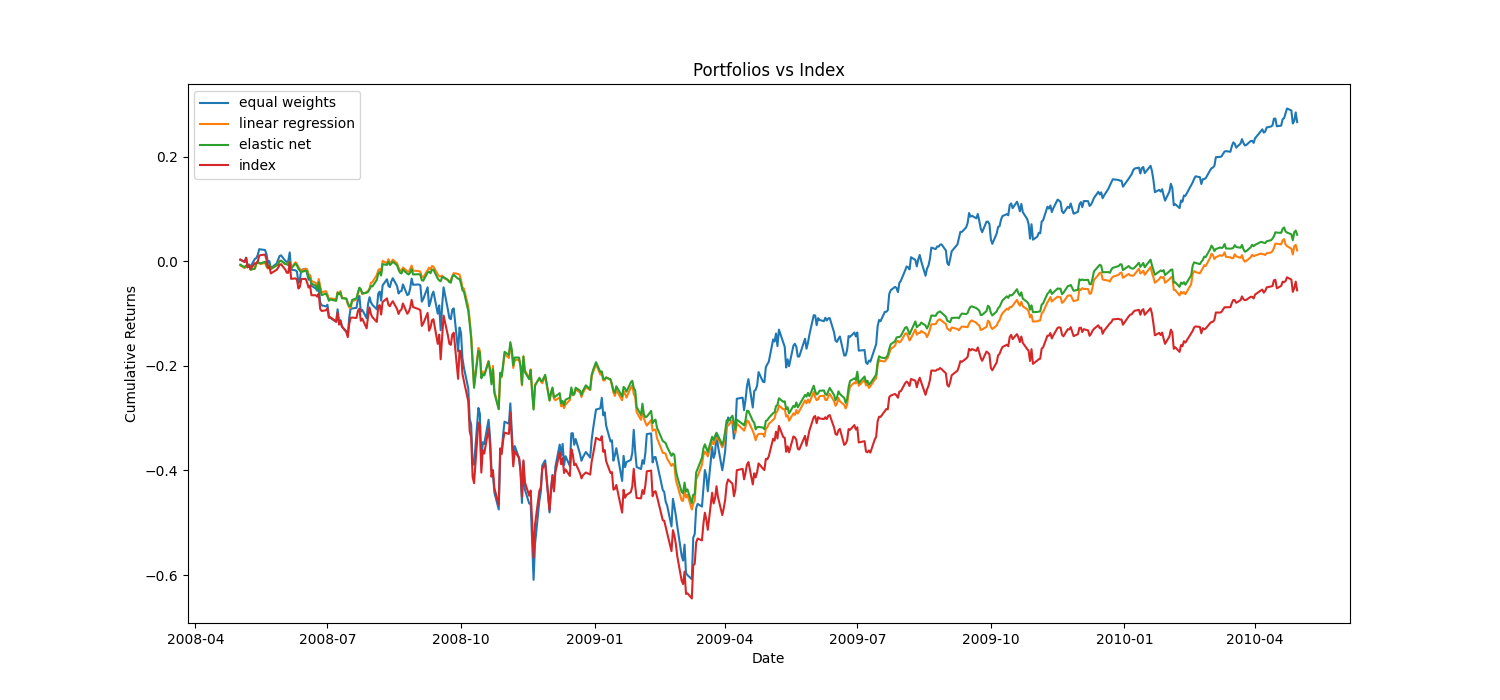 Portfolios vs Index
equal weights
linear regression
elastic net
index
Cumulative Returns
0.2
0.0
−0.2
−0.4
−0.6
2008-04 2008-07 2008-10 2009-01 2009-04 2009-07 2009-10 2010-01 2010-04
Date